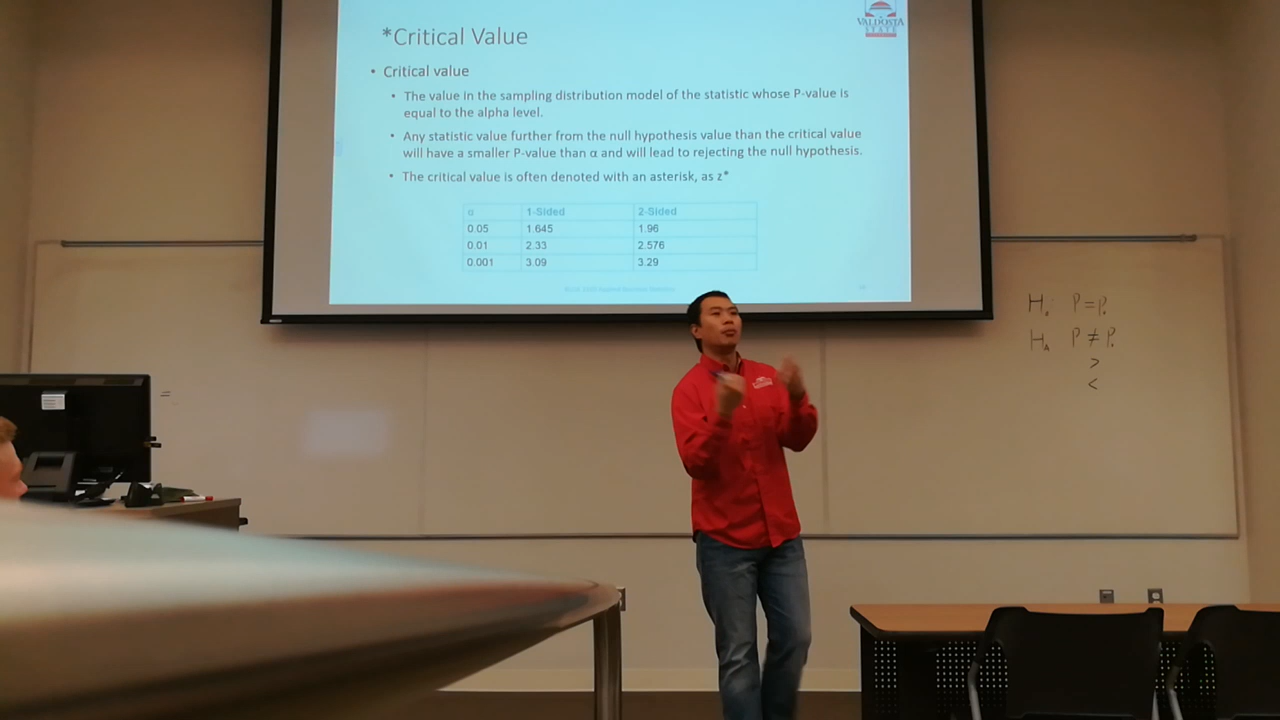 *Critical Value
VALDOSTA
STATE
• Critical value
• The value in the sampling distribution model of the statistic whose P-value is
equal to the alpha level.
• Any statistic value further from the null hypothesis value than the critical value
will have a smaller P-value than α and will lead to rejecting the null hypothesis.
• The critical value is often denoted with an asterisk, as z*
α 1-Sided 2-Sided
0.05 1.645 1.96
0.01 2.33 2.576
0.001 3.09 3.29
H₀: P = P₀
H_A P ≠ P₀
>
<
=